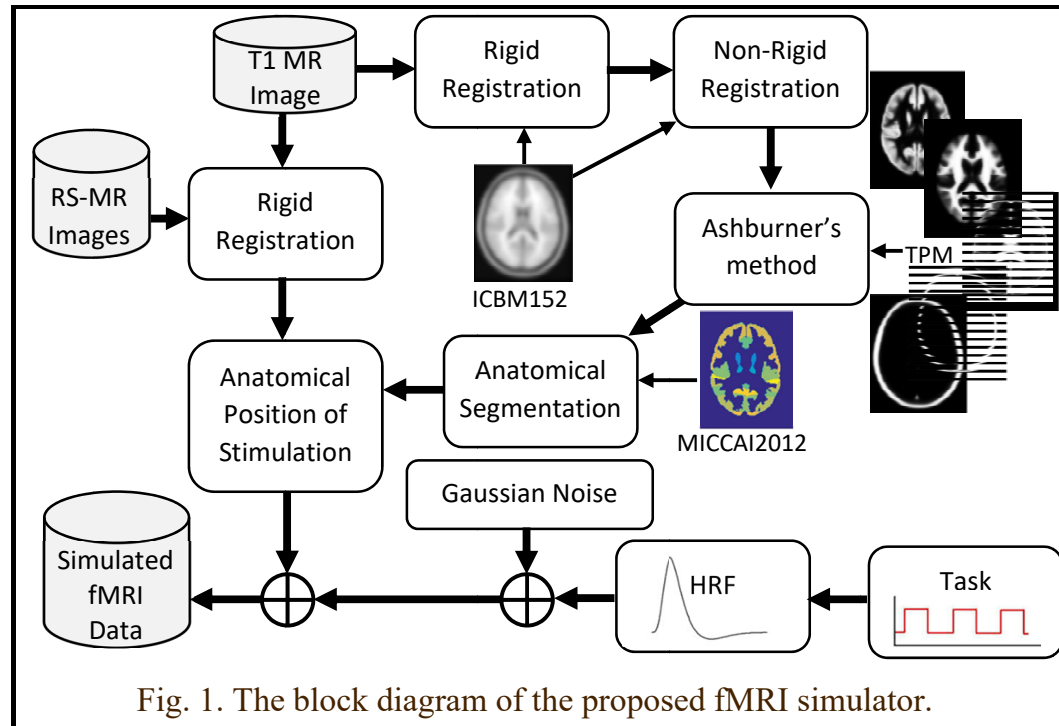 T1 MR
Image
Rigid
Registration
Non-Rigid
Registration
RS-MR
Images
Rigid
Registration
ICBM152
Ashburner’s
method
TPM
Anatomical
Position of
Stimulation
Anatomical
Segmentation
MICCAI2012
Gaussian Noise
Simulated
fMRI
Data
HRF
Task
Fig. 1. The block diagram of the proposed fMRI simulator.